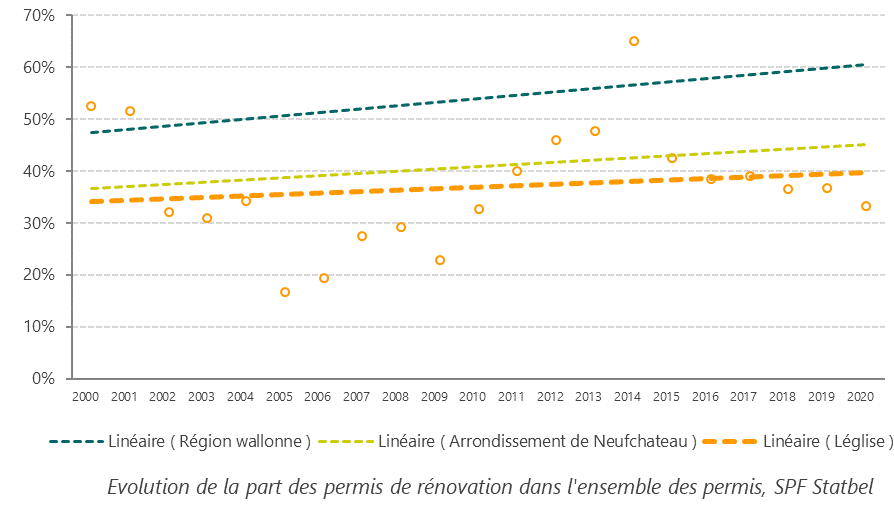 70%
60%
50%
40%
30%
20%
10%
0%
2000 2001 2002 2003 2004 2005 2006 2007 2008 2009 2010 2011 2012 2013 2014 2015 2016 2017 2018 2019 2020
Linéaire ( Région wallonne ) Linéaire ( Arrondissement de Neufchateau ) Linéaire ( Léglise )
Evolution de la part des permis de rénovation dans l'ensemble des permis, SPF Statbel